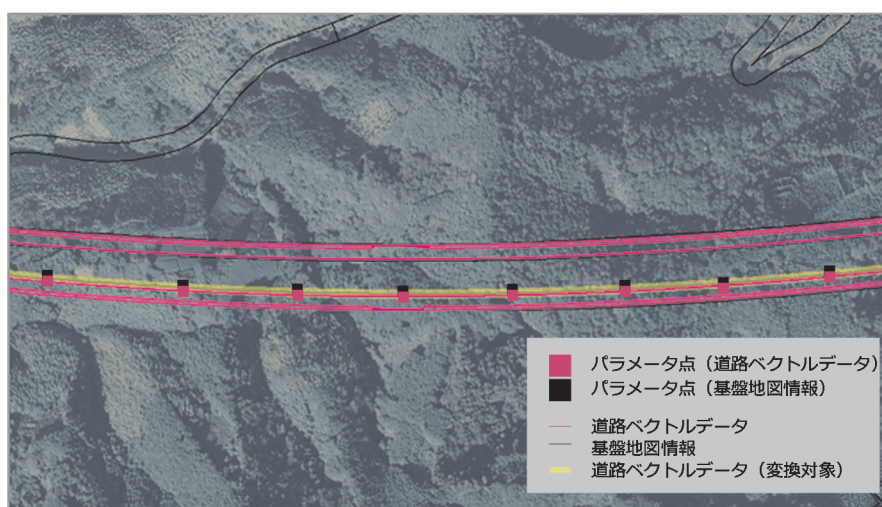 パラメータ点（道路ベクトルデータ）
パラメータ点（基盤地図情報）
道路ベクトルデータ
基盤地図情報
道路ベクトルデータ（変換対象）